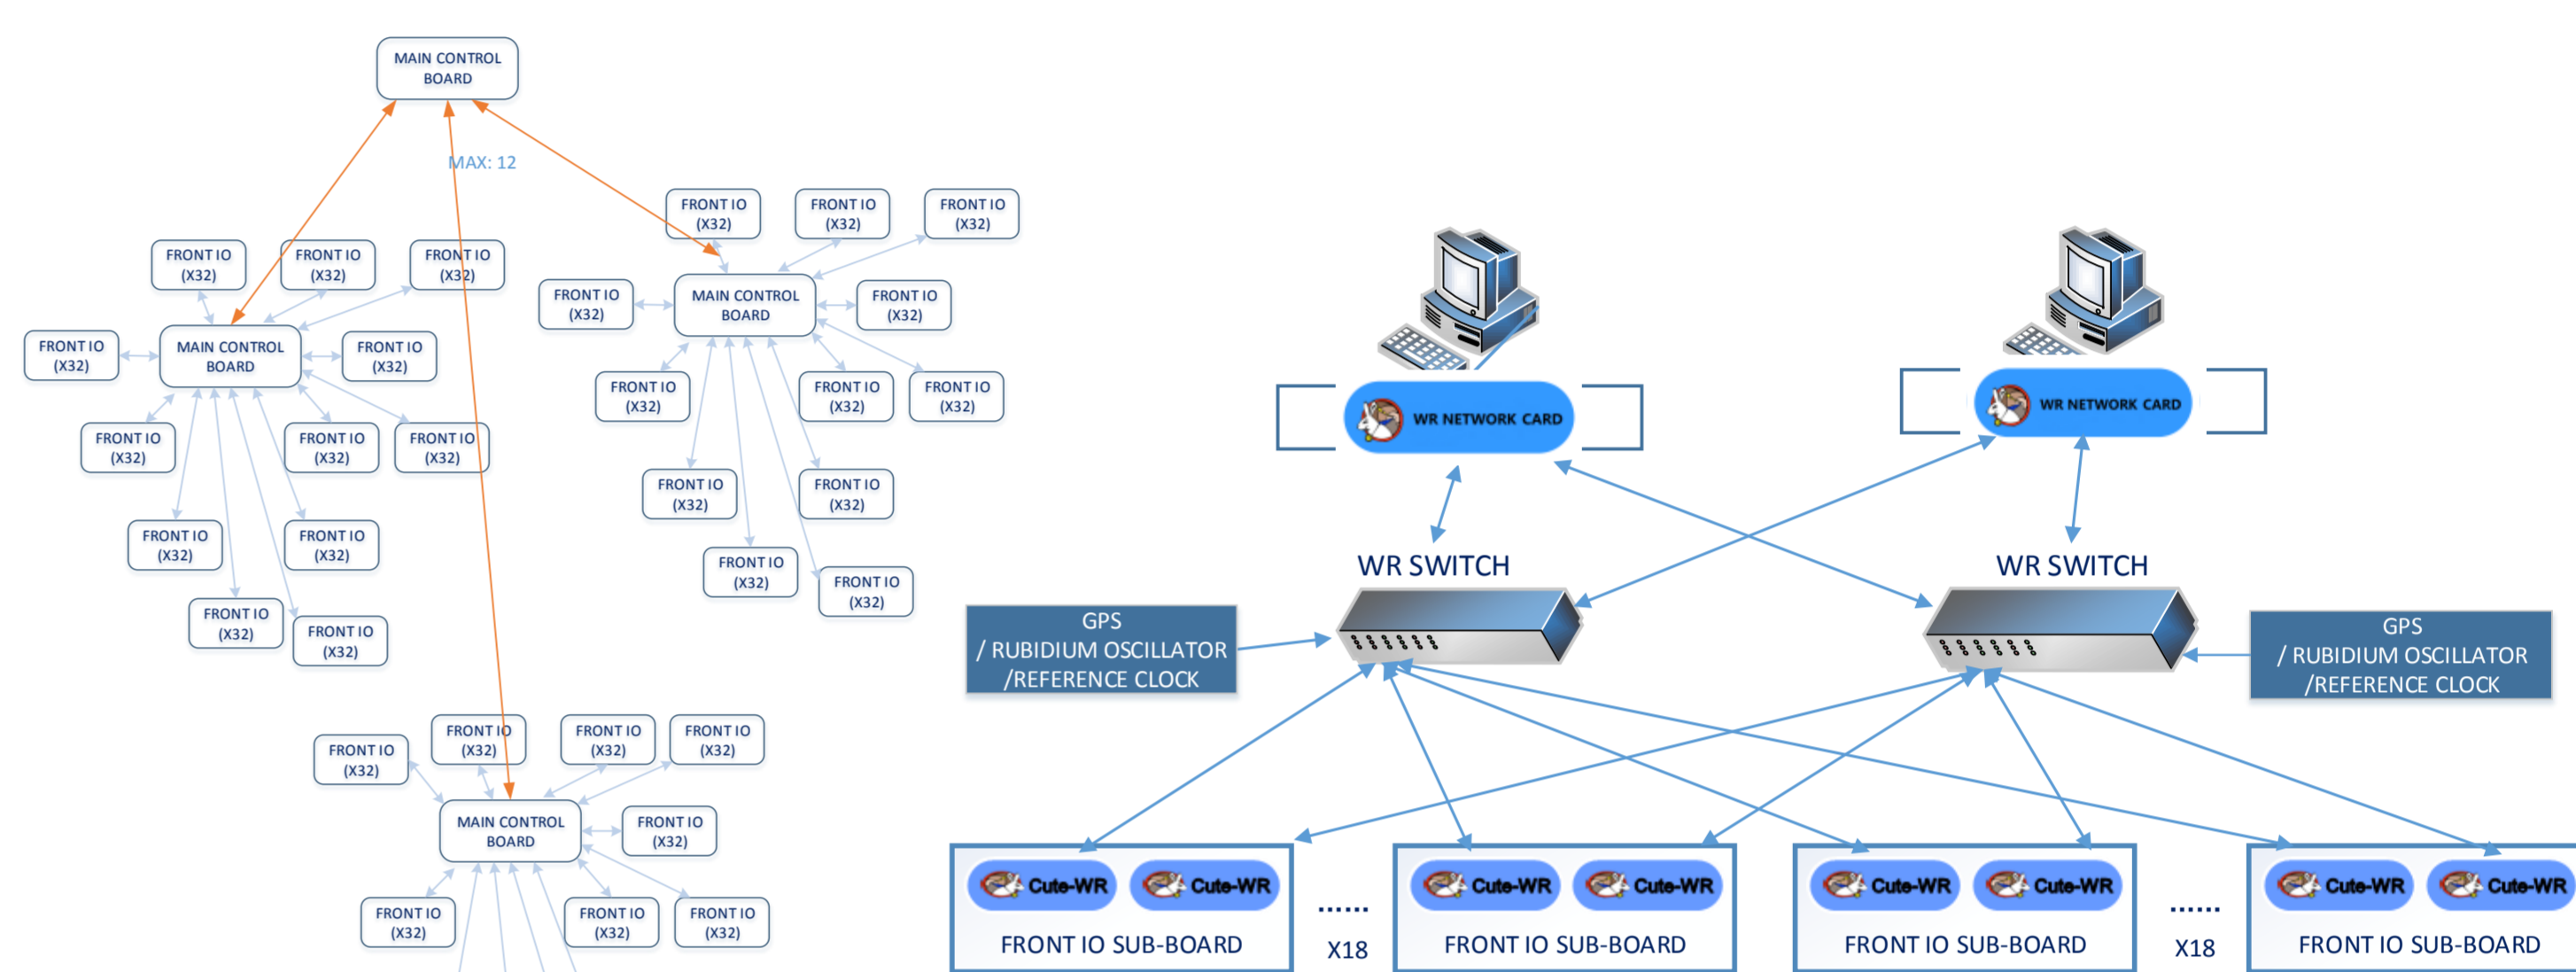 MAIN CONTROL
BOARD
MAX: 12
FRONT IO
(X32)
FRONT IO
(X32)
FRONT IO
(X32)
FRONT IO
(X32)
MAIN CONTROL
BOARD
FRONT IO
(X32)
FRONT IO
(X32)
FRONT IO
(X32)
FRONT IO
(X32)
FRONT IO
(X32)
FRONT IO
(X32)
FRONT IO
(X32)
FRONT IO
(X32)
FRONT IO
(X32)
FRONT IO
(X32)
FRONT IO
(X32)
FRONT IO
(X32)
MAIN CONTROL
BOARD
FRONT IO
(X32)
FRONT IO
(X32)
FRONT IO
(X32)
FRONT IO
(X32)
FRONT IO
(X32)
FRONT IO
(X32)
FRONT IO
(X32)
FRONT IO
(X32)
FRONT IO
(X32)
FRONT IO
(X32)
FRONT IO
(X32)
FRONT IO
(X32)
MAIN CONTROL
BOARD
FRONT IO
(X32)
FRONT IO
(X32)
FRONT IO
(X32)
FRONT IO
(X32)
WR NETWORK CARD
WR NETWORK CARD
WR SWITCH
WR SWITCH
GPS
/ RUBIDIUM OSCILLATOR
/REFERENCE CLOCK
GPS
/ RUBIDIUM OSCILLATOR
/REFERENCE CLOCK
Cute-WR
Cute-WR
FRONT IO SUB-BOARD
......
X18
Cute-WR
Cute-WR
FRONT IO SUB-BOARD
Cute-WR
Cute-WR
FRONT IO SUB-BOARD
......
X18
Cute-WR
Cute-WR
FRONT IO SUB-BOARD